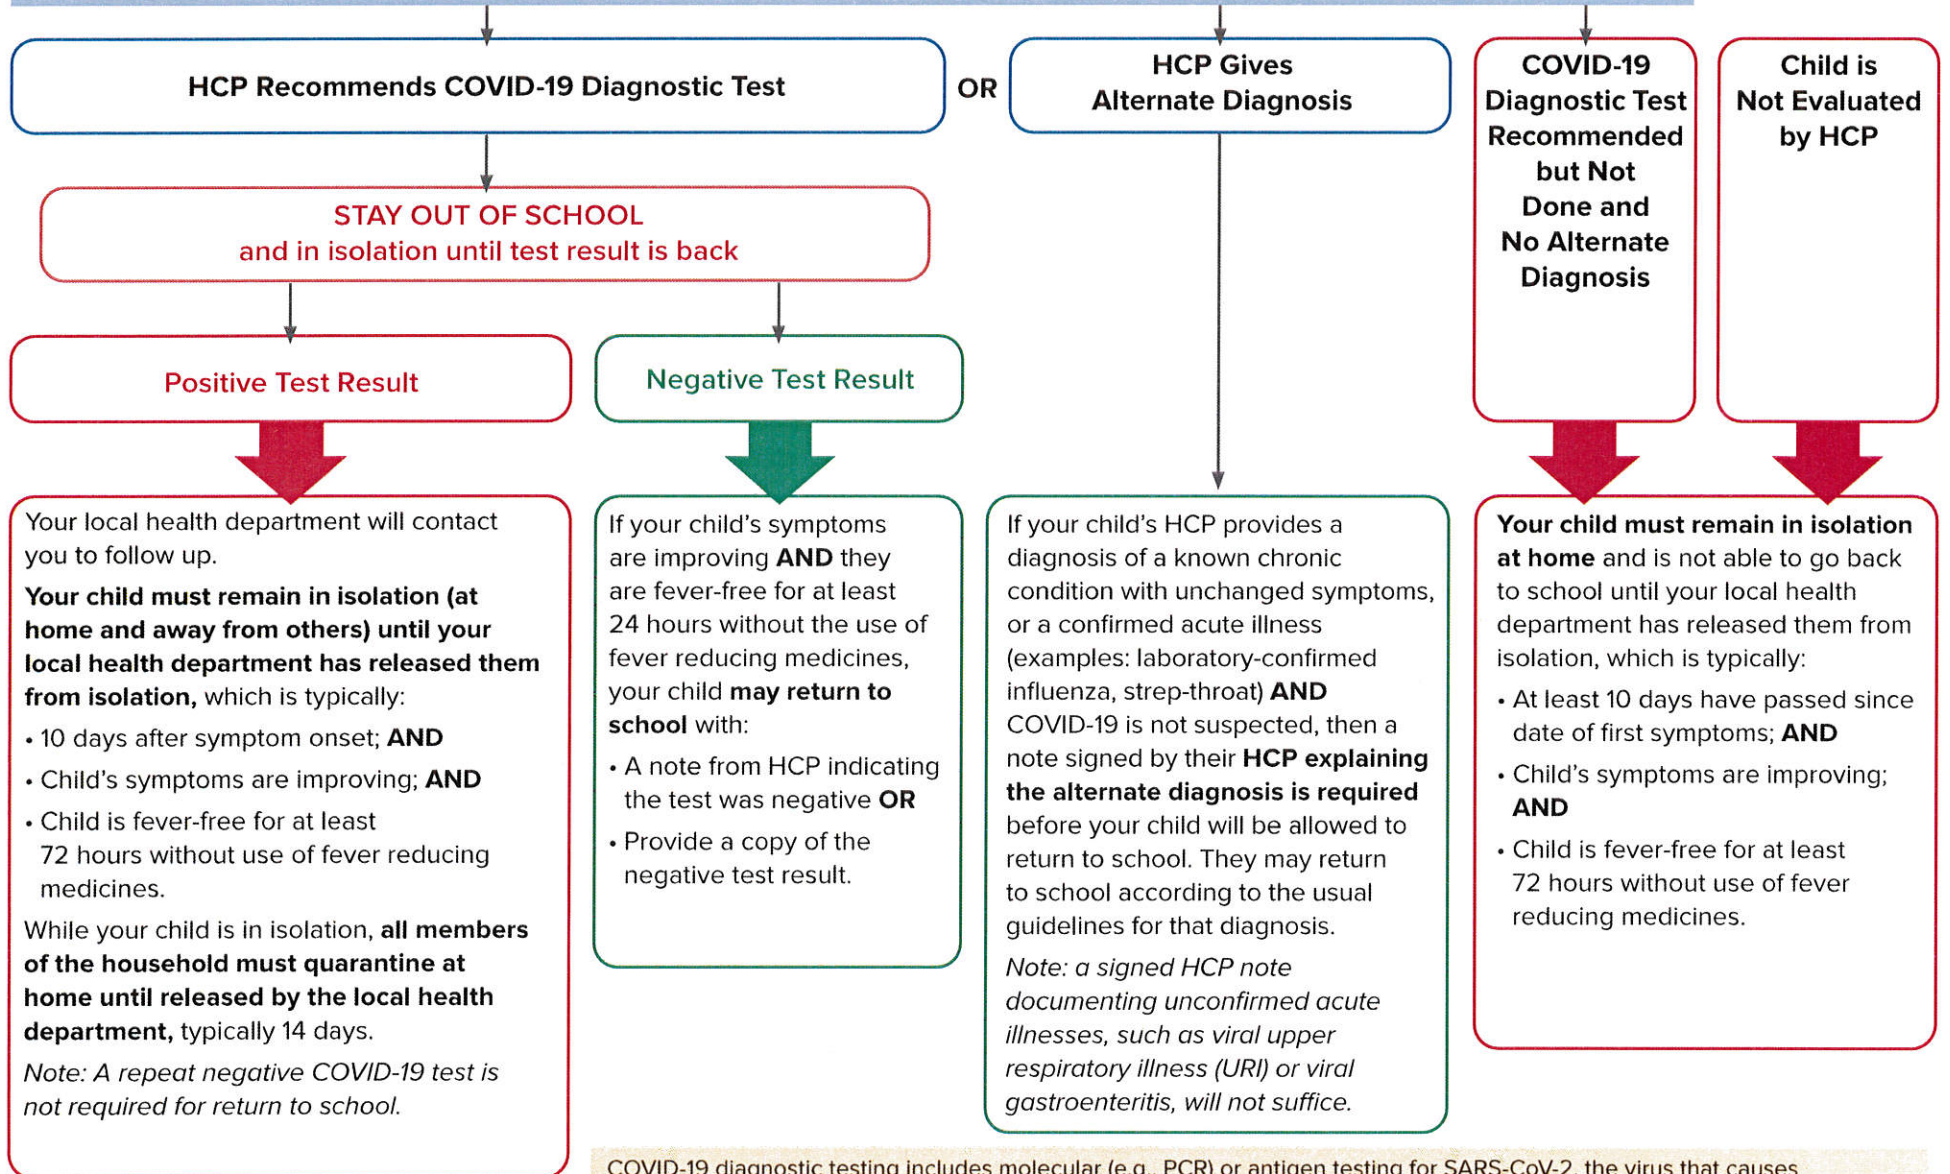 HCP Recommends COVID-19 Diagnostic Test
OR
HCP Gives
Alternate Diagnosis
COVID-19
Diagnostic Test
Recommended
but Not
Done and
No Alternate
Diagnosis
Child is
Not Evaluated
by HCP
STAY OUT OF SCHOOL
and in isolation until test result is back
Positive Test Result
Negative Test Result
Your local health department will contact
you to follow up.
Your child must remain in isolation (at
home and away from others) until your
local health department has released them
from isolation, which is typically:
• 10 days after symptom onset; AND
• Child's symptoms are improving; AND
• Child is fever-free for at least
72 hours without use of fever reducing
medicines.
While your child is in isolation, all members
of the household must quarantine at
home until released by the local health
department, typically 14 days.
Note: A repeat negative COVID-19 test is
not required for return to school.
If your child's symptoms
are improving AND they
are fever-free for at least
24 hours without the use of
fever reducing medicines,
your child may return to
school with:
• A note from HCP indicating
the test was negative OR
• Provide a copy of the
negative test result.
If your child's HCP provides a
diagnosis of a known chronic
condition with unchanged symptoms,
or a confirmed acute illness
(examples: laboratory-confirmed
influenza, strep-throat) AND
COVID-19 is not suspected, then a
note signed by their HCP explaining
the alternate diagnosis is required
before your child will be allowed to
return to school. They may return
to school according to the usual
guidelines for that diagnosis.
Note: a signed HCP note
documenting unconfirmed acute
illnesses, such as viral upper
respiratory illness (URI) or viral
gastroenteritis, will not suffice.
Your child must remain in isolation
at home and is not able to go back
to school until your local health
department has released them from
isolation, which is typically:
• At least 10 days have passed since
date of first symptoms; AND
• Child's symptoms are improving;
AND
• Child is fever-free for at least
72 hours without use of fever
reducing medicines.
COVID-19 diagnostic testing includes molecular (e.g., PCR) or antigen testing for SARS-CoV-2, the virus that causes